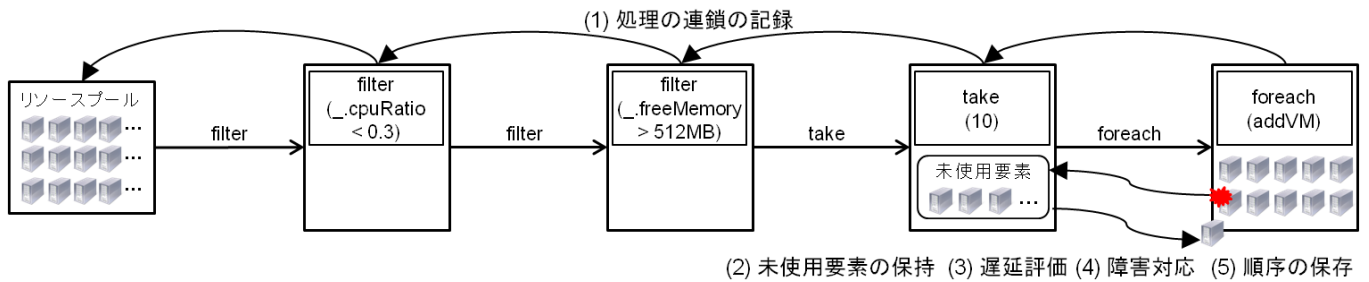 (1) 処理の連鎖の記録
リソースプール
…
…
…
filter
filter
(_.cpuRatio
< 0.3)
filter
filter
(_.freeMemory
> 512MB)
take
take
(10)
未使用要素
…
foreach
foreach
(addVM)
(2) 未使用要素の保持 (3) 遅延評価 (4) 障害対応 (5) 順序の保存